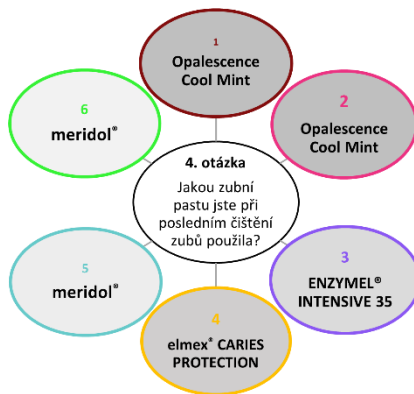 1
Opalescence
Cool Mint
2
Opalescence
Cool Mint
3
ENZYMEL®
INTENSIVE 35
4
elmex® CARIES
PROTECTION
5
meridol®
6
meridol®
4. otázka
Jakou zubní
pastu jste při
posledním čištění
zubů použila?